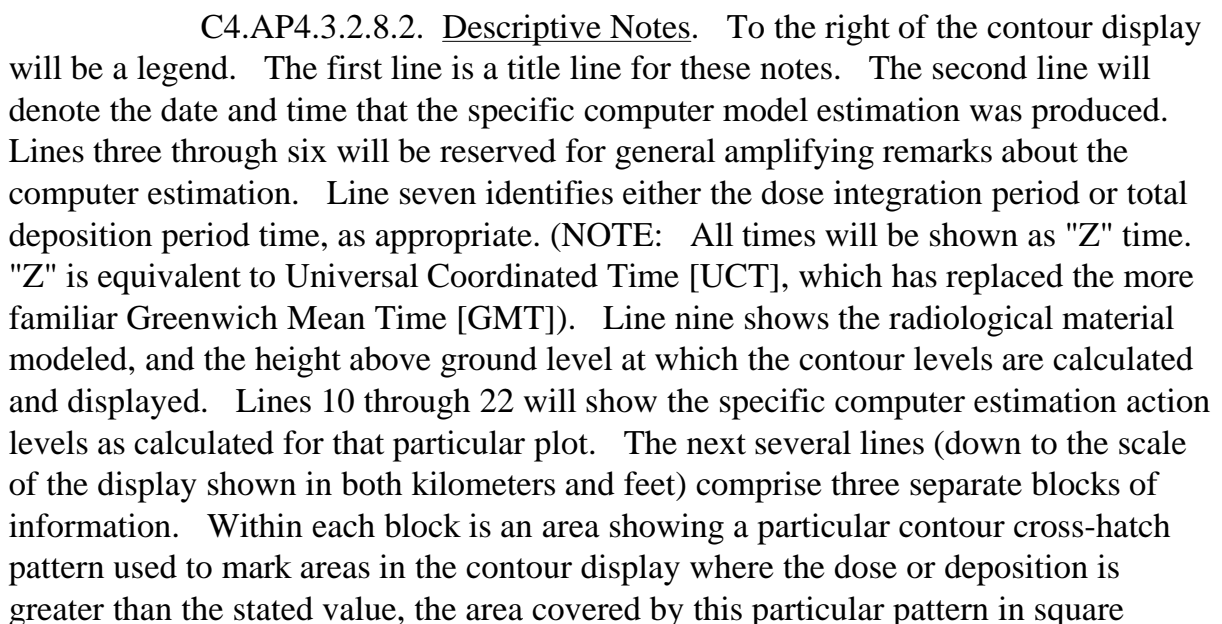 C4.AP4.3.2.8.2. Descriptive Notes. To the right of the contour display
will be a legend. The first line is a title line for these notes. The second line will
denote the date and time that the specific computer model estimation was produced.
Lines three through six will be reserved for general amplifying remarks about the
computer estimation. Line seven identifies either the dose integration period or total
deposition period time, as appropriate. (NOTE: All times will be shown as "Z" time.
"Z" is equivalent to Universal Coordinated Time [UCT], which has replaced the more
familiar Greenwich Mean Time [GMT]). Line nine shows the radiological material
modeled, and the height above ground level at which the contour levels are calculated
and displayed. Lines 10 through 22 will show the specific computer estimation action
levels as calculated for that particular plot. The next several lines (down to the scale
of the display shown in both kilometers and feet) comprise three separate blocks of
information. Within each block is an area showing a particular contour cross-hatch
pattern used to mark areas in the contour display where the dose or deposition is
greater than the stated value, the area covered by this particular pattern in square